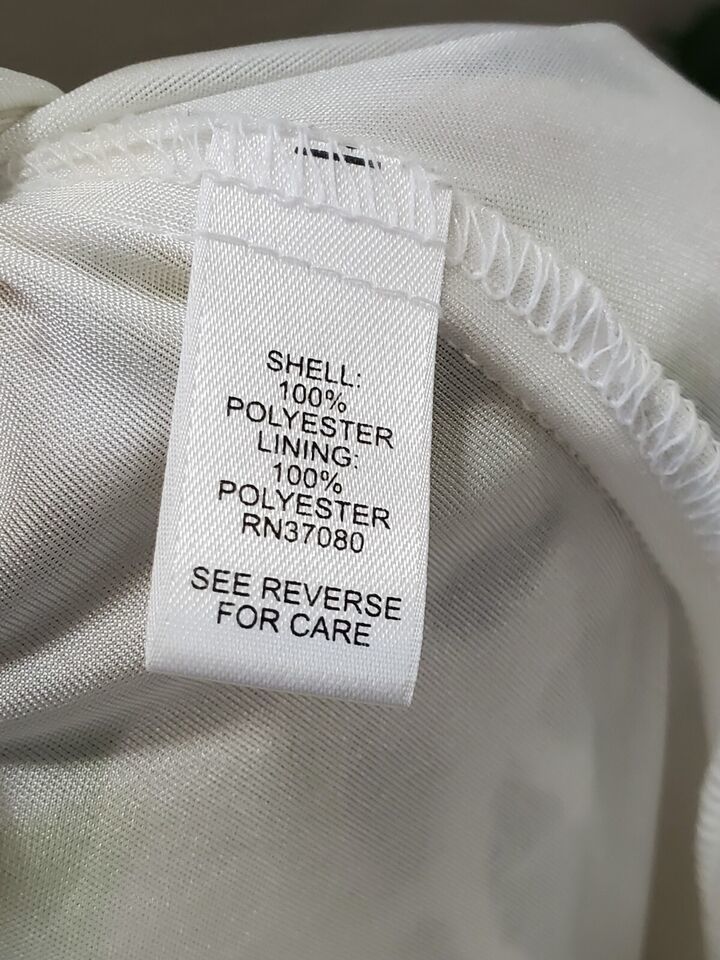 SHELL:
100%
POLYESTER
LINING:
100%
POLYESTER
RN37080
SEE REVERSE
FOR CARE